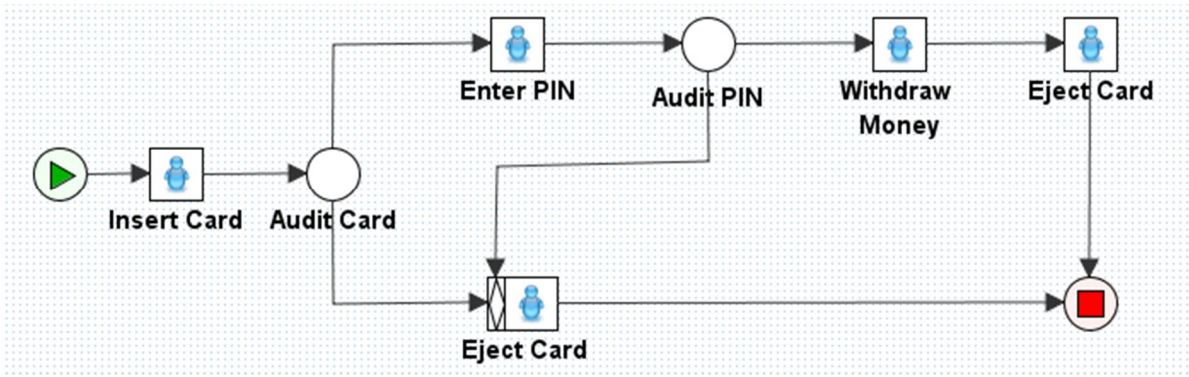 Enter PIN
Audit PIN
Withdraw
Money
Eject Card
Insert Card
Audit Card
Eject Card